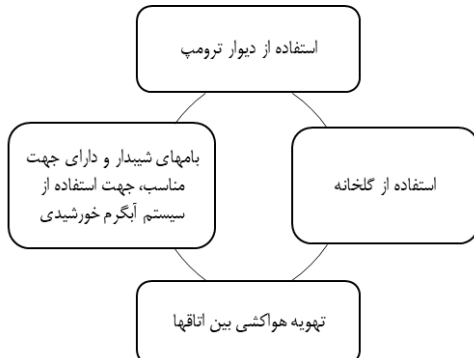 استفاده از دیوار ترومپ
استفاده از گلخانه
بامهای شیبدار و دارای جهت
مناسب، جهت استفاده از
سیستم آبگرم خورشیدی
تهویه هواکشی بین اتاقها